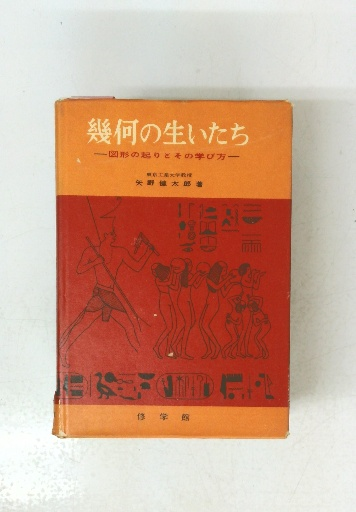 幾何の生いたち
—図形の起りとその学び方—
東京工業大学教授
矢野健太郎著
修学館